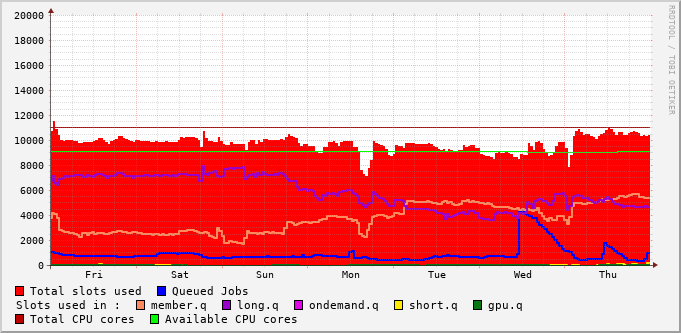 RRDTOOL / TOBI OETIKER
20000
18000
16000
14000
12000
10000
8000
6000
4000
2000
0
Fri Sat Sun Mon Tue Wed Thu
Total slots used Queued Jobs
Slots used in : member.q long.q ondemand.q short.q gpu.q
Total CPU cores Available CPU cores